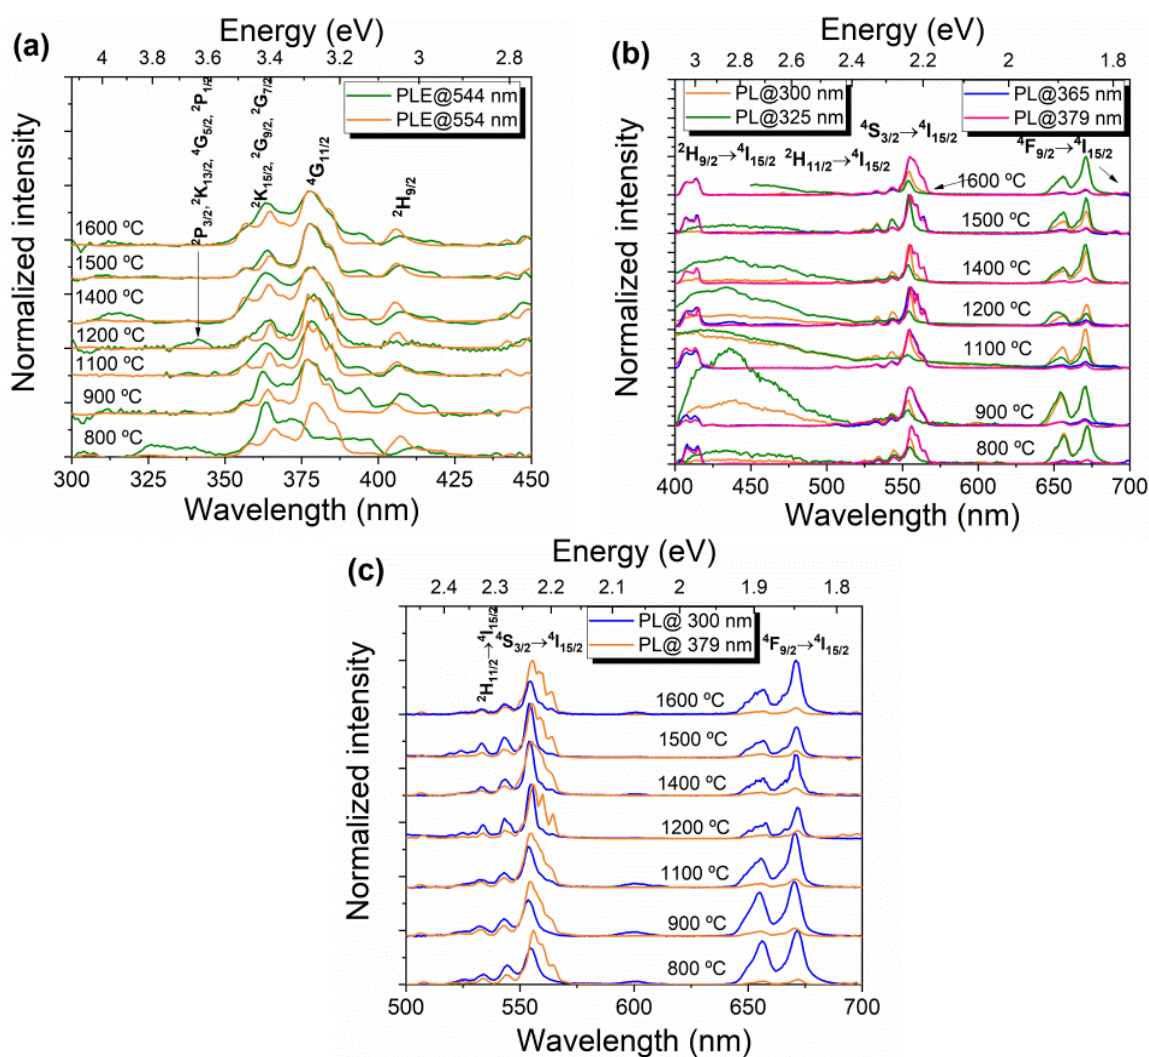 (a)
Energy (eV)
4 3.8 3.6 3.4 3.2 3 2.8
PLE@544 nm
PLE@554 nm
²P₃/₂, ²K₁₃/₂, ⁴G₅/₂, ²P₁/₂
²K₁₅/₂, ²G₉/₂, ²G₇/₂
⁴G₁₁/₂
²H₉/₂
1600 ºC
1500 ºC
1400 ºC
1200 ºC
1100 ºC
900 ºC
800 ºC
Normalized intensity
300 325 350 375 400 425 450
Wavelength (nm)
(b)
Energy (eV)
3 2.8 2.6 2.4 2.2 2 1.8
PL@300 nm
PL@325 nm
PL@365 nm
PL@379 nm
⁴S₃/₂→⁴I₁₅/₂
²H₉/₂→⁴I₁₅/₂ ²H₁₁/₂→⁴I₁₅/₂
⁴F₉/₂→⁴I₁₅/₂
1600 ºC
1500 ºC
1400 ºC
1200 ºC
1100 ºC
900 ºC
800 ºC
Normalized intensity
400 450 500 550 600 650 700
Wavelength (nm)
(c)
Energy (eV)
2.4 2.3 2.2 2.1 2 1.9 1.8
PL@ 300 nm
PL@ 379 nm
²H₁₁/₂→⁴I₁₅/₂
⁴S₃/₂→⁴I₁₅/₂
⁴F₉/₂→⁴I₁₅/₂
1600 ºC
1500 ºC
1400 ºC
1200 ºC
1100 ºC
900 ºC
800 ºC
Normalized intensity
500 550 600 650 700
Wavelength (nm)